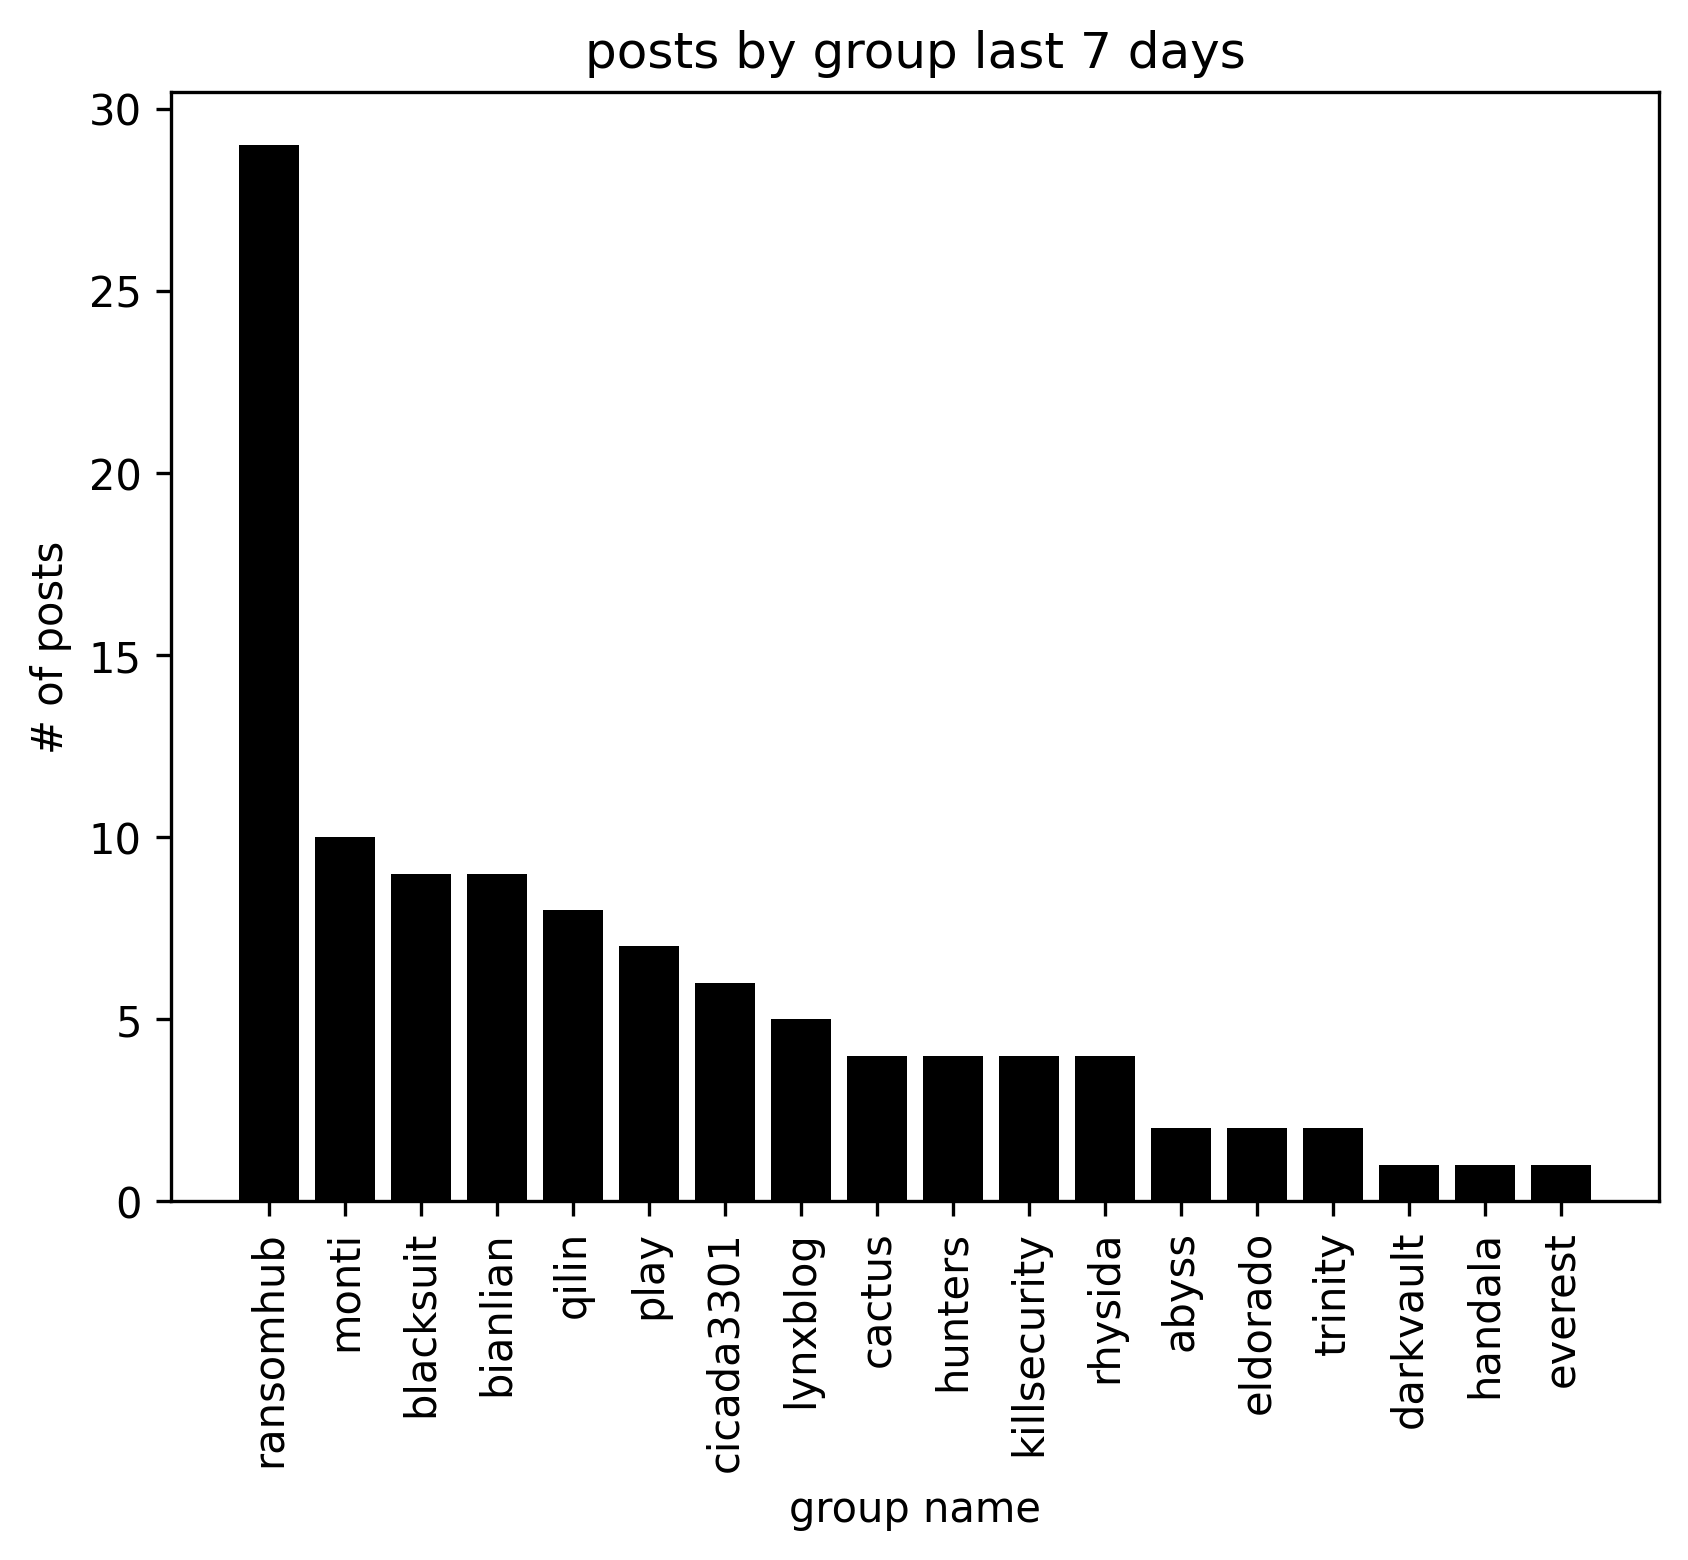 posts by group last 7 days
30
25
20
15
10
5
0
# of posts
ransomhub
monti
blacksuit
bianlian
qilin
play
cicada3301
lynxblog
cactus
hunters
killsecurity
rhysida
abyss
eldorado
trinity
darkvault
handala
everest
group name